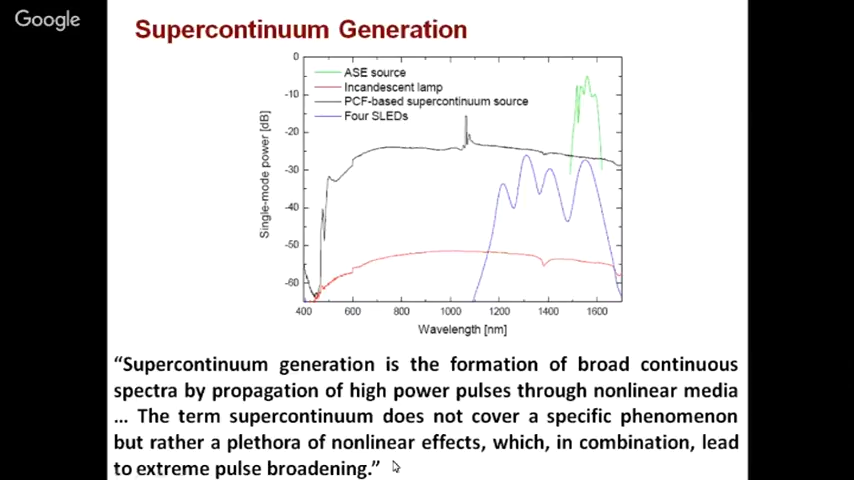 Google
Supercontinuum Generation
0
-10
-20
-30
-40
-50
-60
Single-mode power [dB]
ASE source
Incandescent lamp
PCF-based supercontinuum source
Four SLEDs
400 600 800 1000 1200 1400 1600
Wavelength [nm]
“Supercontinuum generation is the formation of broad continuous
spectra by propagation of high power pulses through nonlinear media
... The term supercontinuum does not cover a specific phenomenon
but rather a plethora of nonlinear effects, which, in combination, lead
to extreme pulse broadening.”